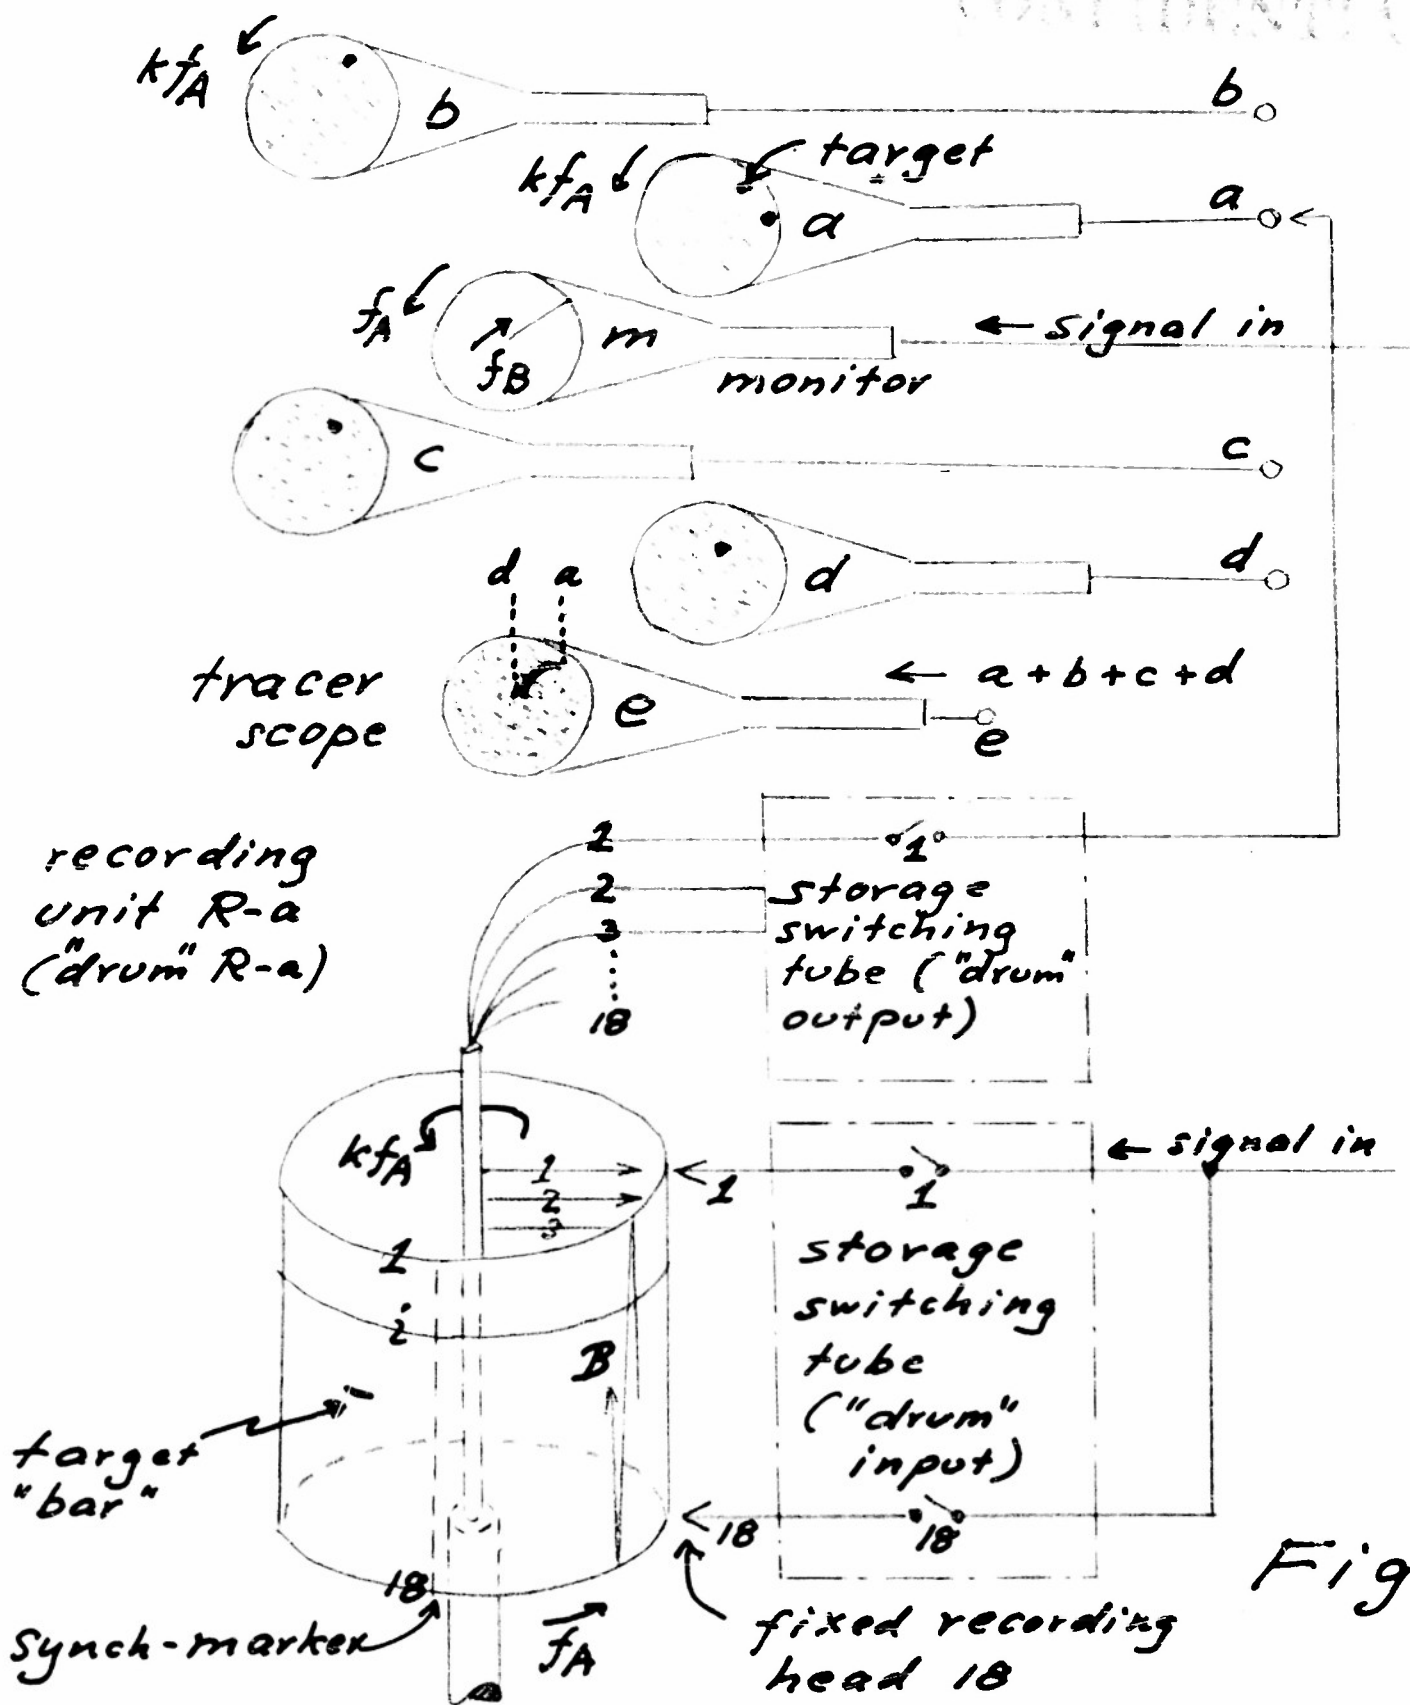 kfA
b
b
kfA
target
a
a
fA
fB
m
← signal in
monitor
c
c
d
d
d a
tracer
scope
e
← a + b + c + d
e
recording
unit R-a
("drum" R-a)
2
2
3
18
1
storage
switching
tube ("drum"
output)
kfA
1
2
3
1
i
B
target
"bar"
18
synch-marker
fA
1
1
← signal in
storage
switching
tube
("drum"
input)
18
18
fixed recording
head 18
Fig